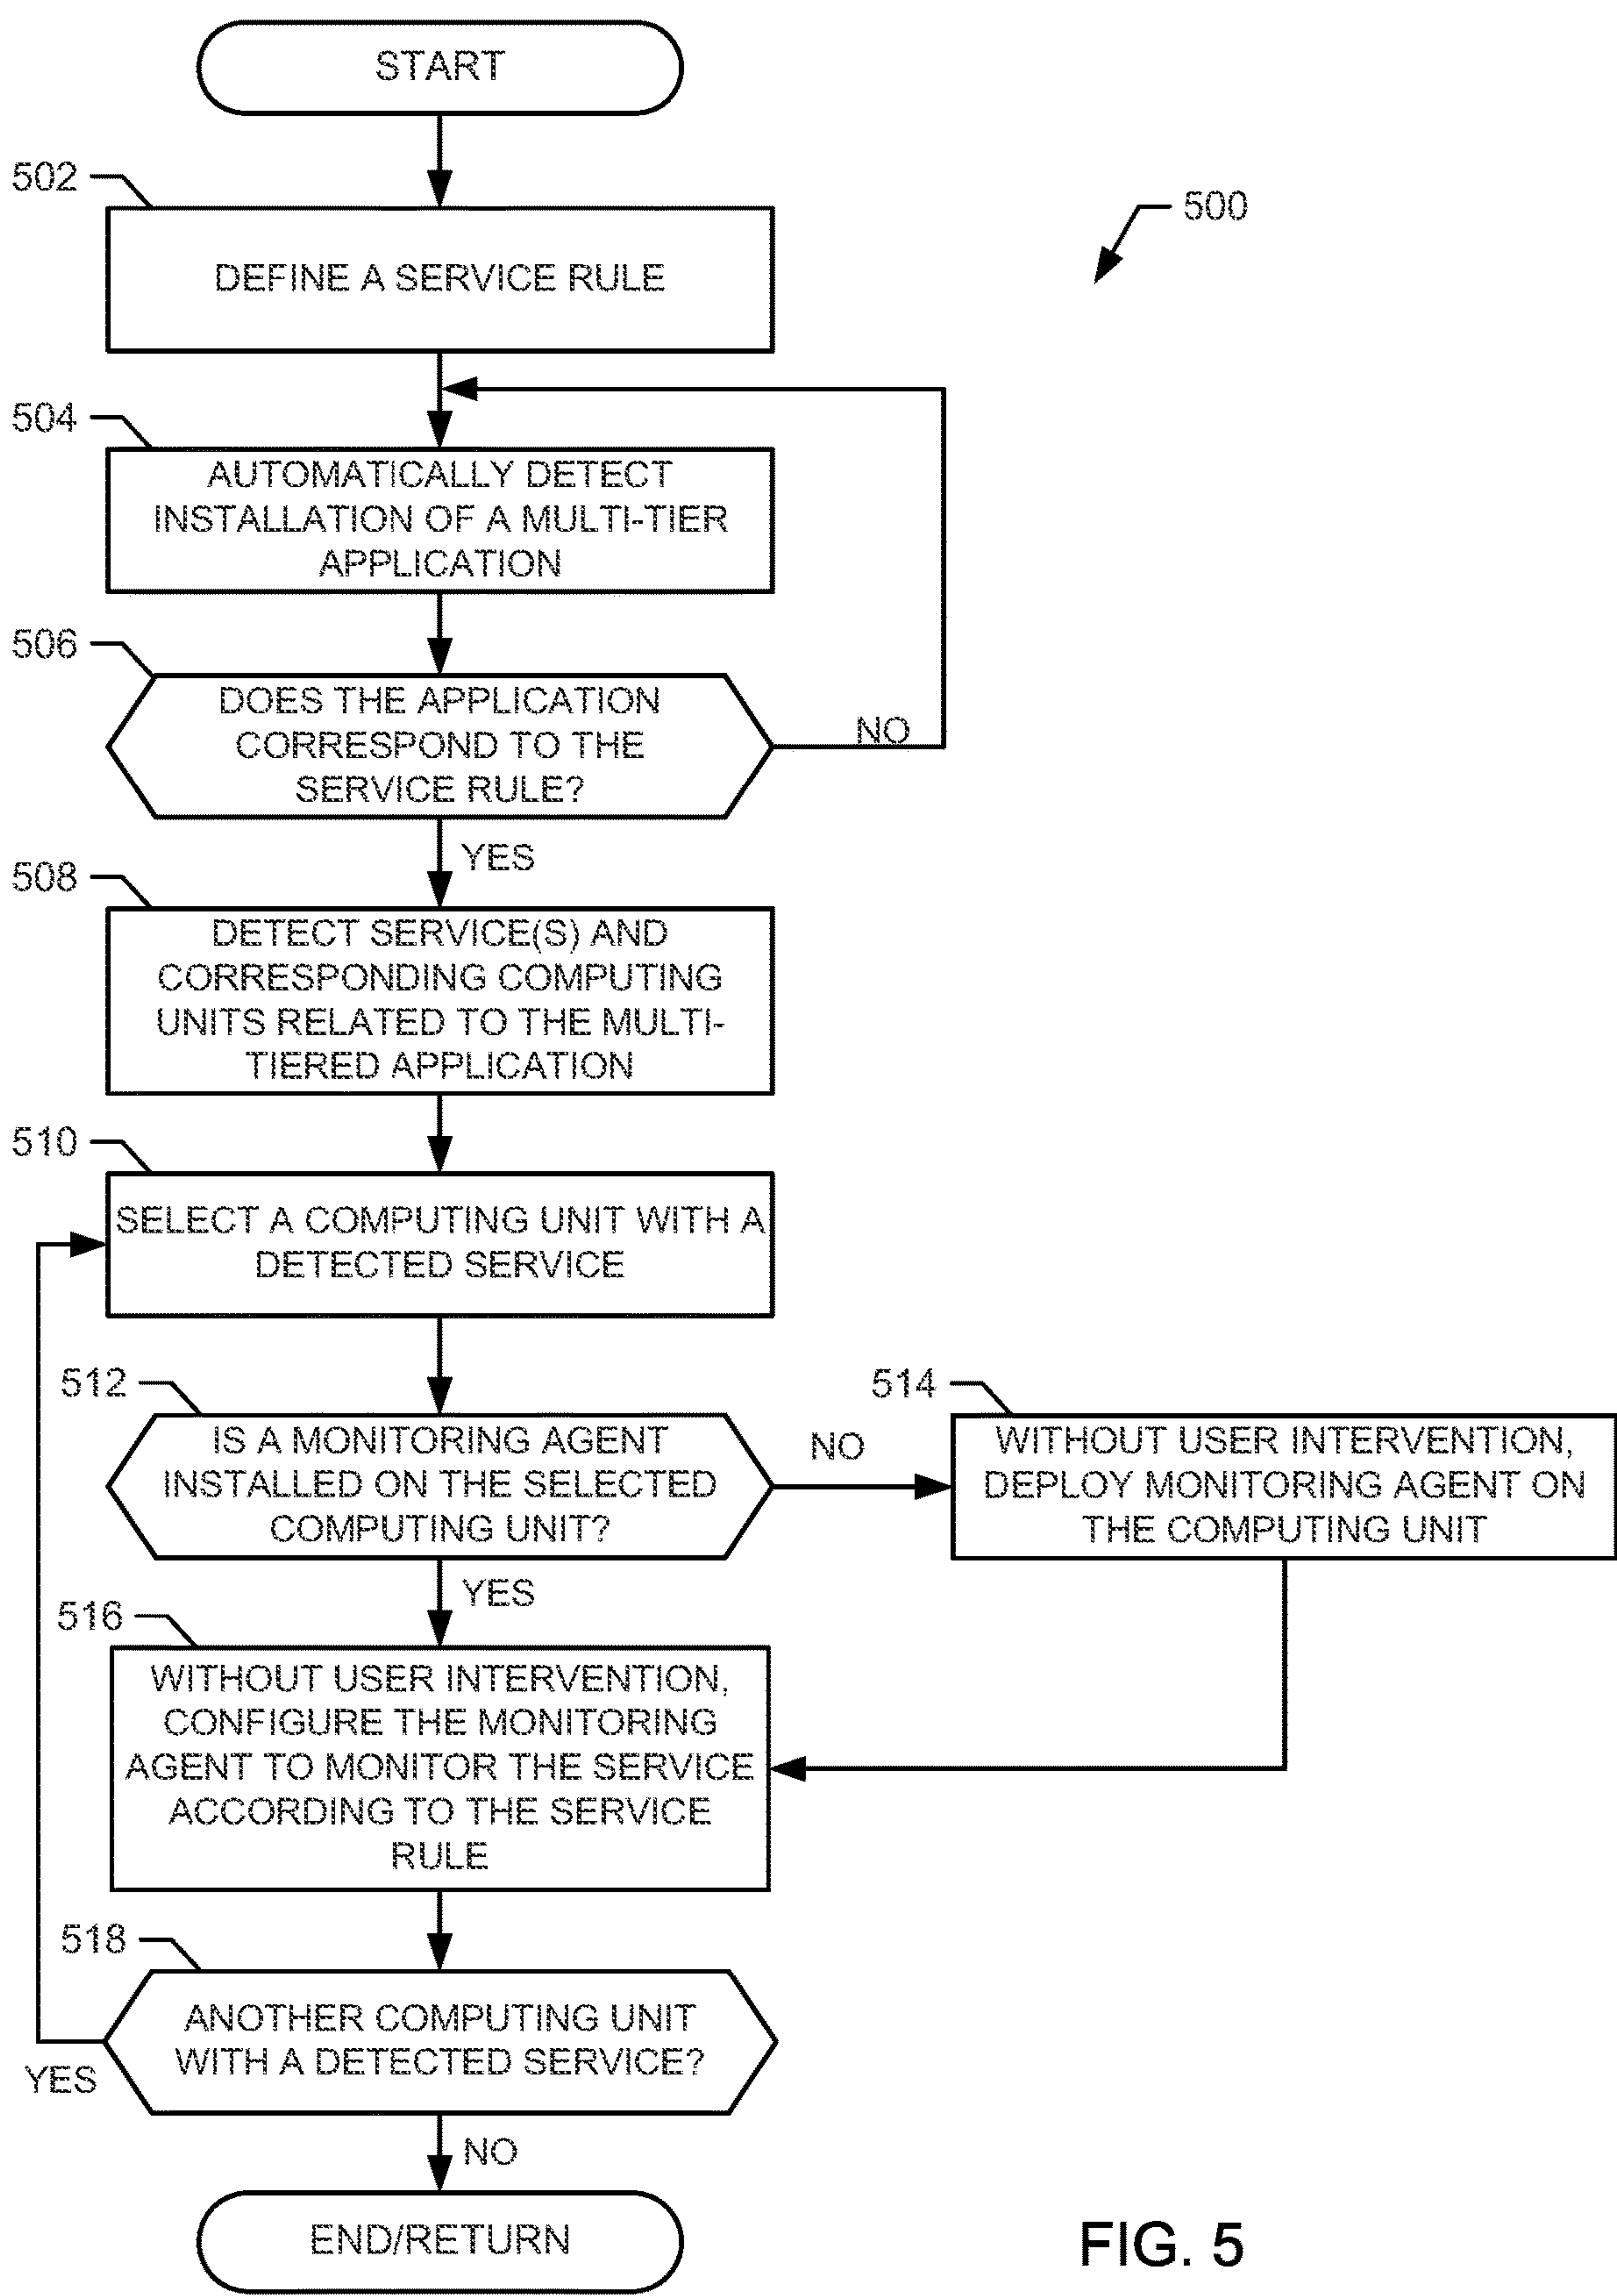 START
502
500
DEFINE A SERVICE RULE
504
AUTOMATICALLY DETECT
INSTALLATION OF A MULTI-TIER
APPLICATION
506
DOES THE APPLICATION
CORRESPOND TO THE
SERVICE RULE?
NO
YES
508
DETECT SERVICE(S) AND
CORRESPONDING COMPUTING
UNITS RELATED TO THE MULTI-
TIERED APPLICATION
510
SELECT A COMPUTING UNIT WITH A
DETECTED SERVICE
512
IS A MONITORING AGENT
INSTALLED ON THE SELECTED
COMPUTING UNIT?
NO
514
WITHOUT USER INTERVENTION,
DEPLOY MONITORING AGENT ON
THE COMPUTING UNIT
YES
516
WITHOUT USER INTERVENTION,
CONFIGURE THE MONITORING
AGENT TO MONITOR THE SERVICE
ACCORDING TO THE SERVICE
RULE
518
ANOTHER COMPUTING UNIT
WITH A DETECTED SERVICE?
YES
NO
END/RETURN
FIG. 5